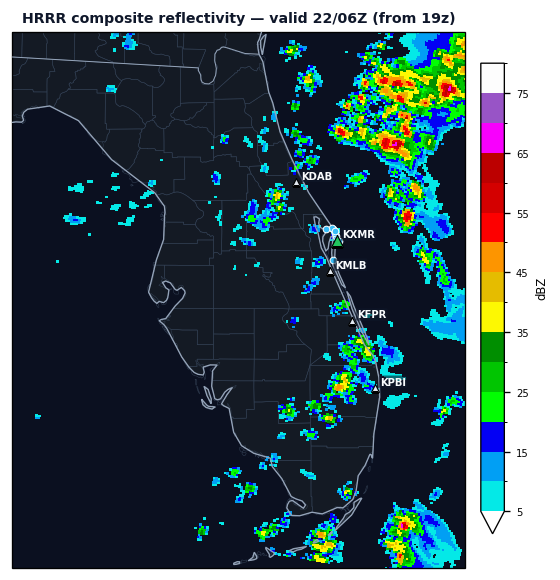 HRRR composite reflectivity — valid 22/06Z (from 19z)
KDAB
KXMR
KMLB
KFPR
KPBI
75
65
55
45
35
25
15
5
dBZ